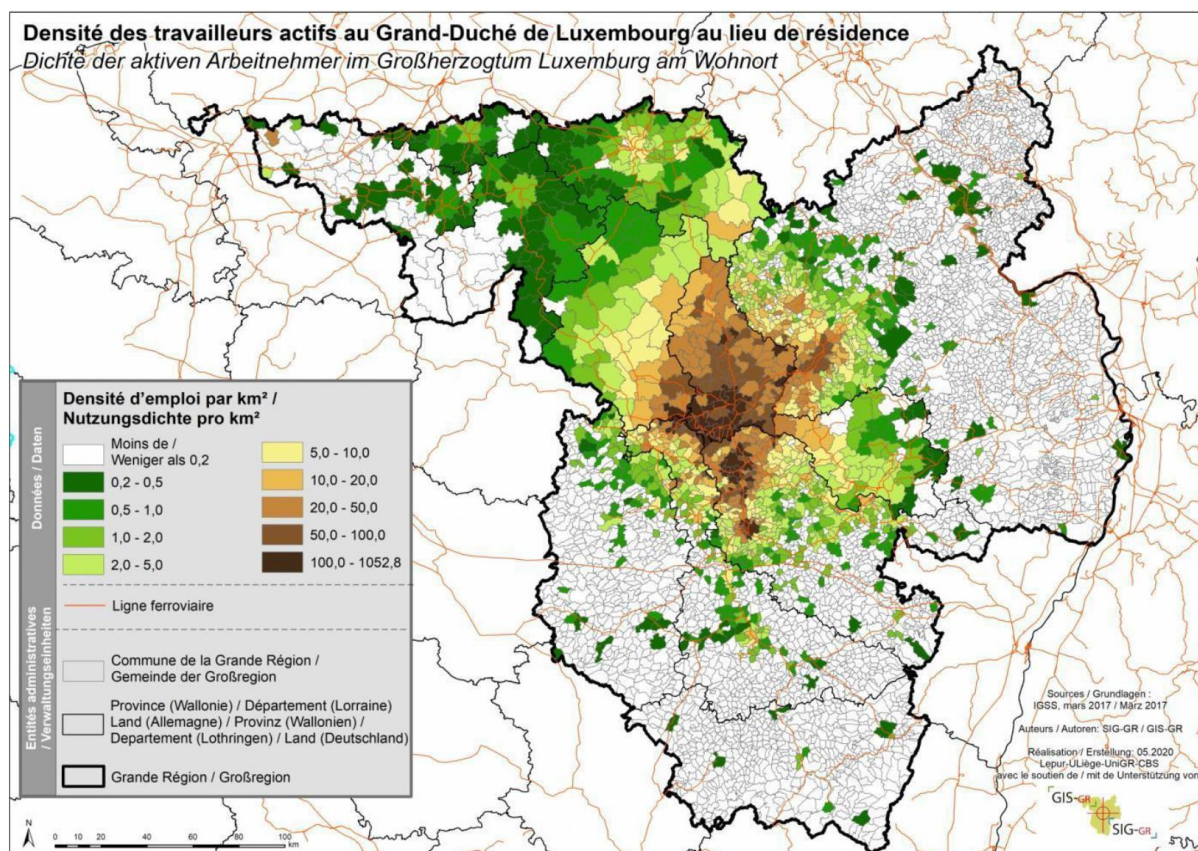 Densité des travailleurs actifs au Grand-Duché de Luxembourg au lieu de résidence
Dichte der aktiven Arbeitnehmer im Großherzogtum Luxemburg am Wohnort
Données / Daten
Densité d'emploi par km² /
Nutzungsdichte pro km²
Moins de /
Weniger als 0,2
0,2 - 0,5
0,5 - 1,0
1,0 - 2,0
2,0 - 5,0
5,0 - 10,0
10,0 - 20,0
20,0 - 50,0
50,0 - 100,0
100,0 - 1052,8
Ligne ferroviaire
Entités administratives
/ Verwaltungseinheiten
Commune de la Grande Région /
Gemeinde der Großregion
Province (Wallonie) / Département (Lorraine)
Land (Allemagne) / Provinz (Wallonien) /
Departement (Lothringen) / Land (Deutschland)
Grande Région / Großregion
N
0 10 20 40 60 80 100
km
Sources / Grundlagen :
IGSS, mars 2017 / März 2017
Auteurs / Autoren: SIG-GR / GIS-GR
Réalisation / Erstellung: 05.2020
Lepur-ULiège-UniGR-CBS
avec le soutien de / mit de Unterstützung von
GIS-GR
SIG-GR